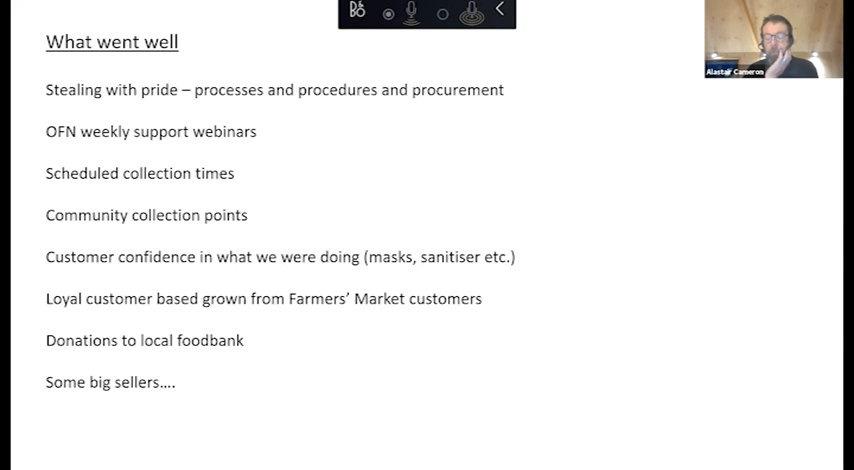 B&O
What went well
Alastair Cameron
Stealing with pride – processes and procedures and procurement
OFN weekly support webinars
Scheduled collection times
Community collection points
Customer confidence in what we were doing (masks, sanitiser etc.)
Loyal customer based grown from Farmers’ Market customers
Donations to local foodbank
Some big sellers....